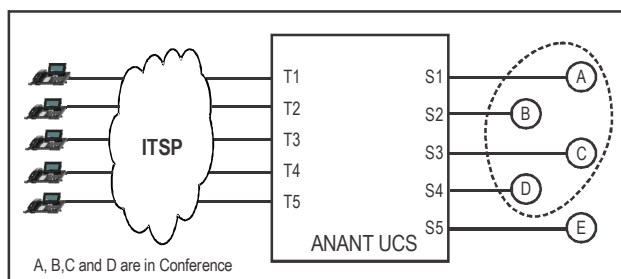 T1
T2
T3
T4
T5
ITSP
S1
S2
S3
S4
S5
A
B
C
D
E
ANANT UCS
A, B,C and D are in Conference